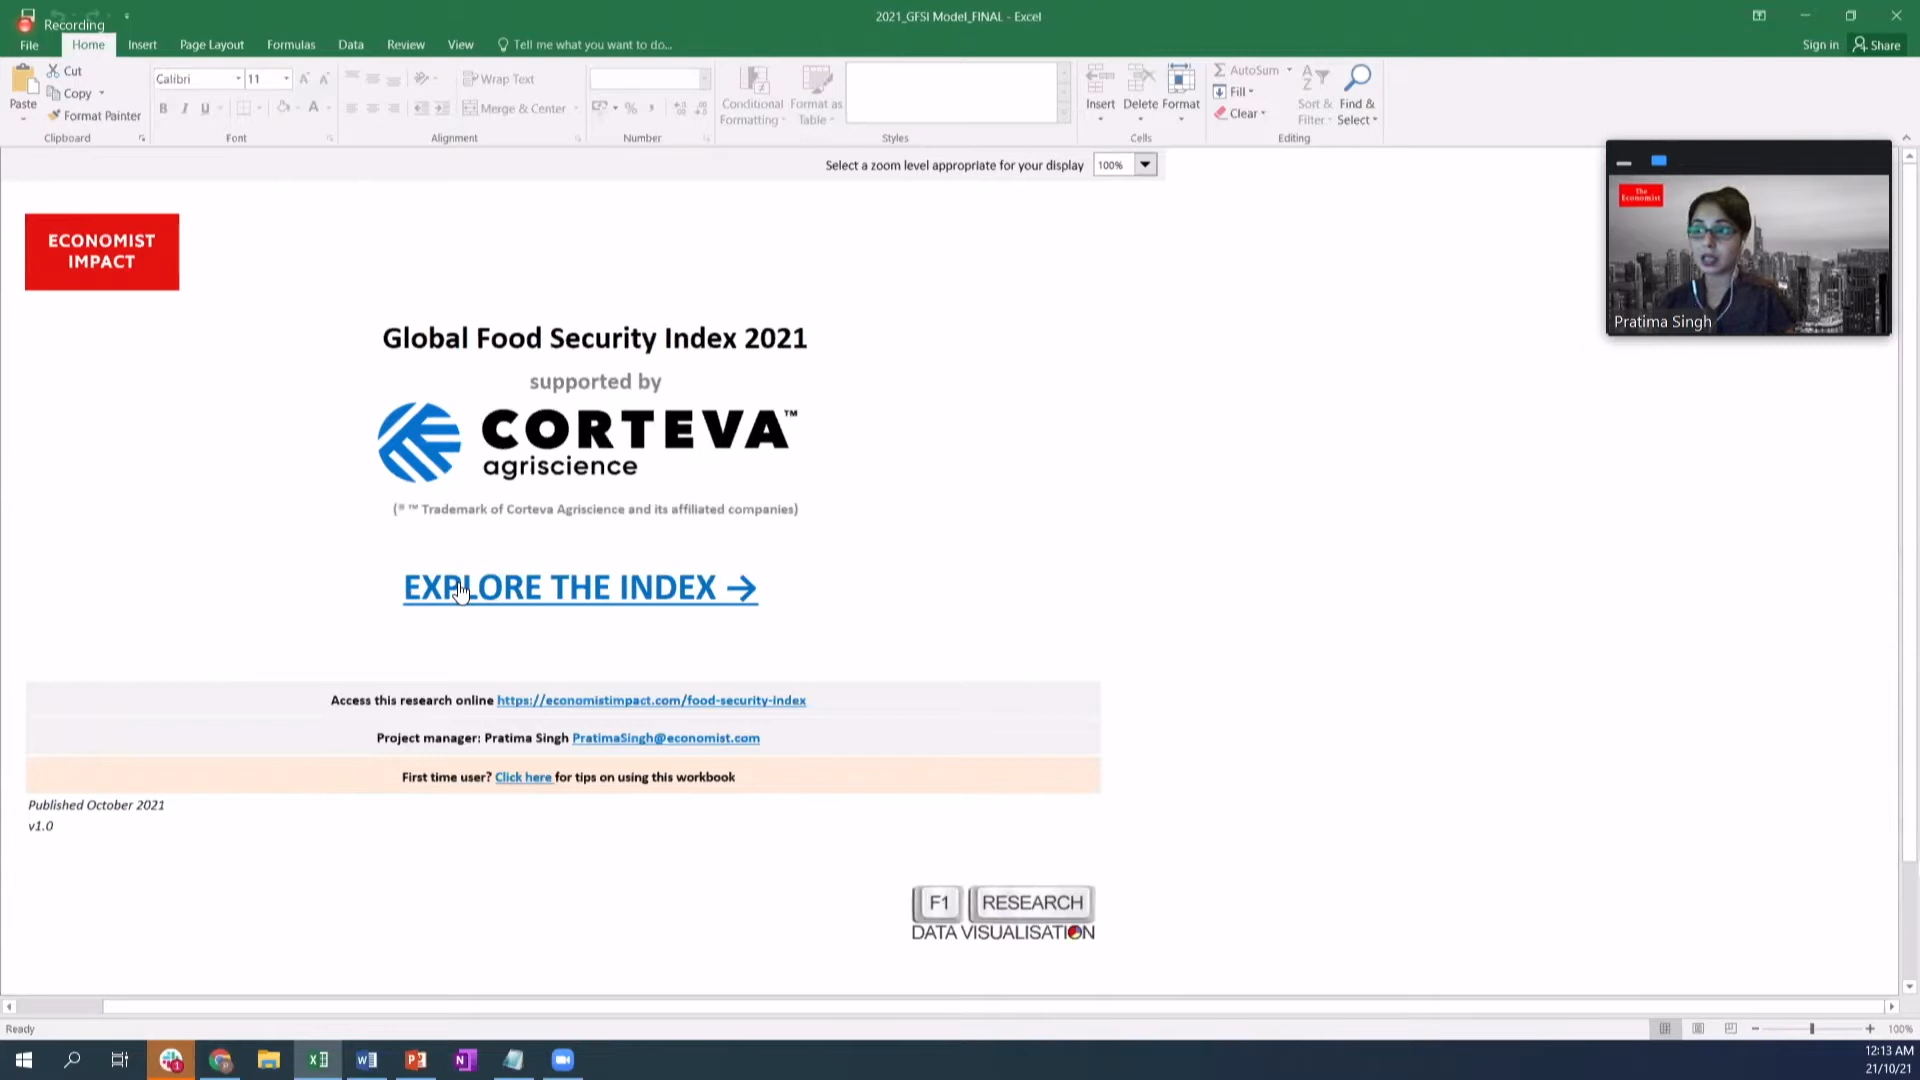 Recording
2021_GFSI Model_FINAL - Excel
File Home Insert Page Layout Formulas Data Review View Tell me what you want to do...
Sign in Share
Cut
Copy
Format Painter
Paste
Clipboard
Calibri 11
B I U
Font
Wrap Text
Merge & Center
Alignment
%
Number
Conditional Formatting
Format as Table
Styles
Insert Delete Format
Cells
AutoSum
Fill
Clear
Sort & Filter
Find & Select
Editing
Select a zoom level appropriate for your display 100%
The Economist
Pratima Singh
ECONOMIST
IMPACT
Global Food Security Index 2021
supported by
CORTEVA™
agriscience
(® ™ Trademark of Corteva Agriscience and its affiliated companies)
EXPLORE THE INDEX →
Access this research online https://economistimpact.com/food-security-index
Project manager: Pratima Singh PratimaSingh@economist.com
First time user? Click here for tips on using this workbook
Published October 2021
v1.0
F1 RESEARCH
DATA VISUALISATION
Ready
100%
12:13 AM
21/10/21